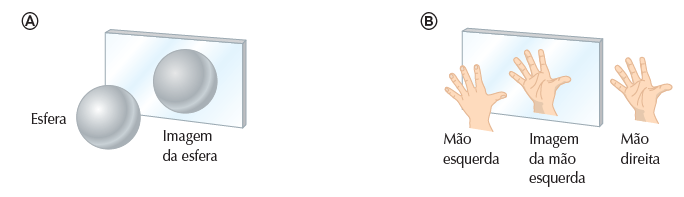 A
Esfera
Imagem
da esfera
B
Mão
esquerda
Imagem
da mão
esquerda
Mão
direita